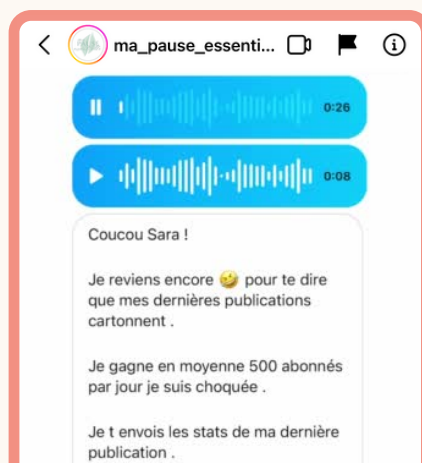 ma_pause_essenti...
0:26
0:08
Coucou Sara !
Je reviens encore 🤣 pour te dire
que mes dernières publications
cartonnent .
Je gagne en moyenne 500 abonnés
par jour je suis choquée .
Je t envois les stats de ma dernière
publication .